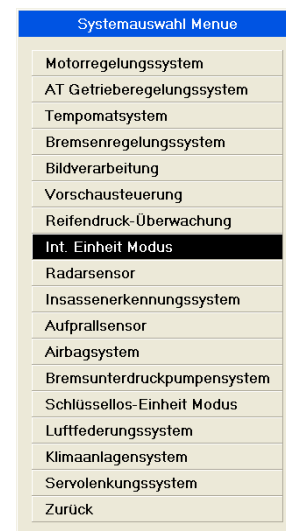 Systemauswahl Menue
Motorregelungssystem
AT Getrieberegelungssystem
Tempomatsystem
Bremsenregelungssystem
Bildverarbeitung
Vorschausteuerung
Reifendruck-Überwachung
Int. Einheit Modus
Radarsensor
Insassenerkennungssystem
Aufprallsensor
Airbagsystem
Bremsunterdruckpumpensystem
Schlüssellos-Einheit Modus
Luftfederungssystem
Klimaanlagensystem
Servolenkungssystem
Zurück